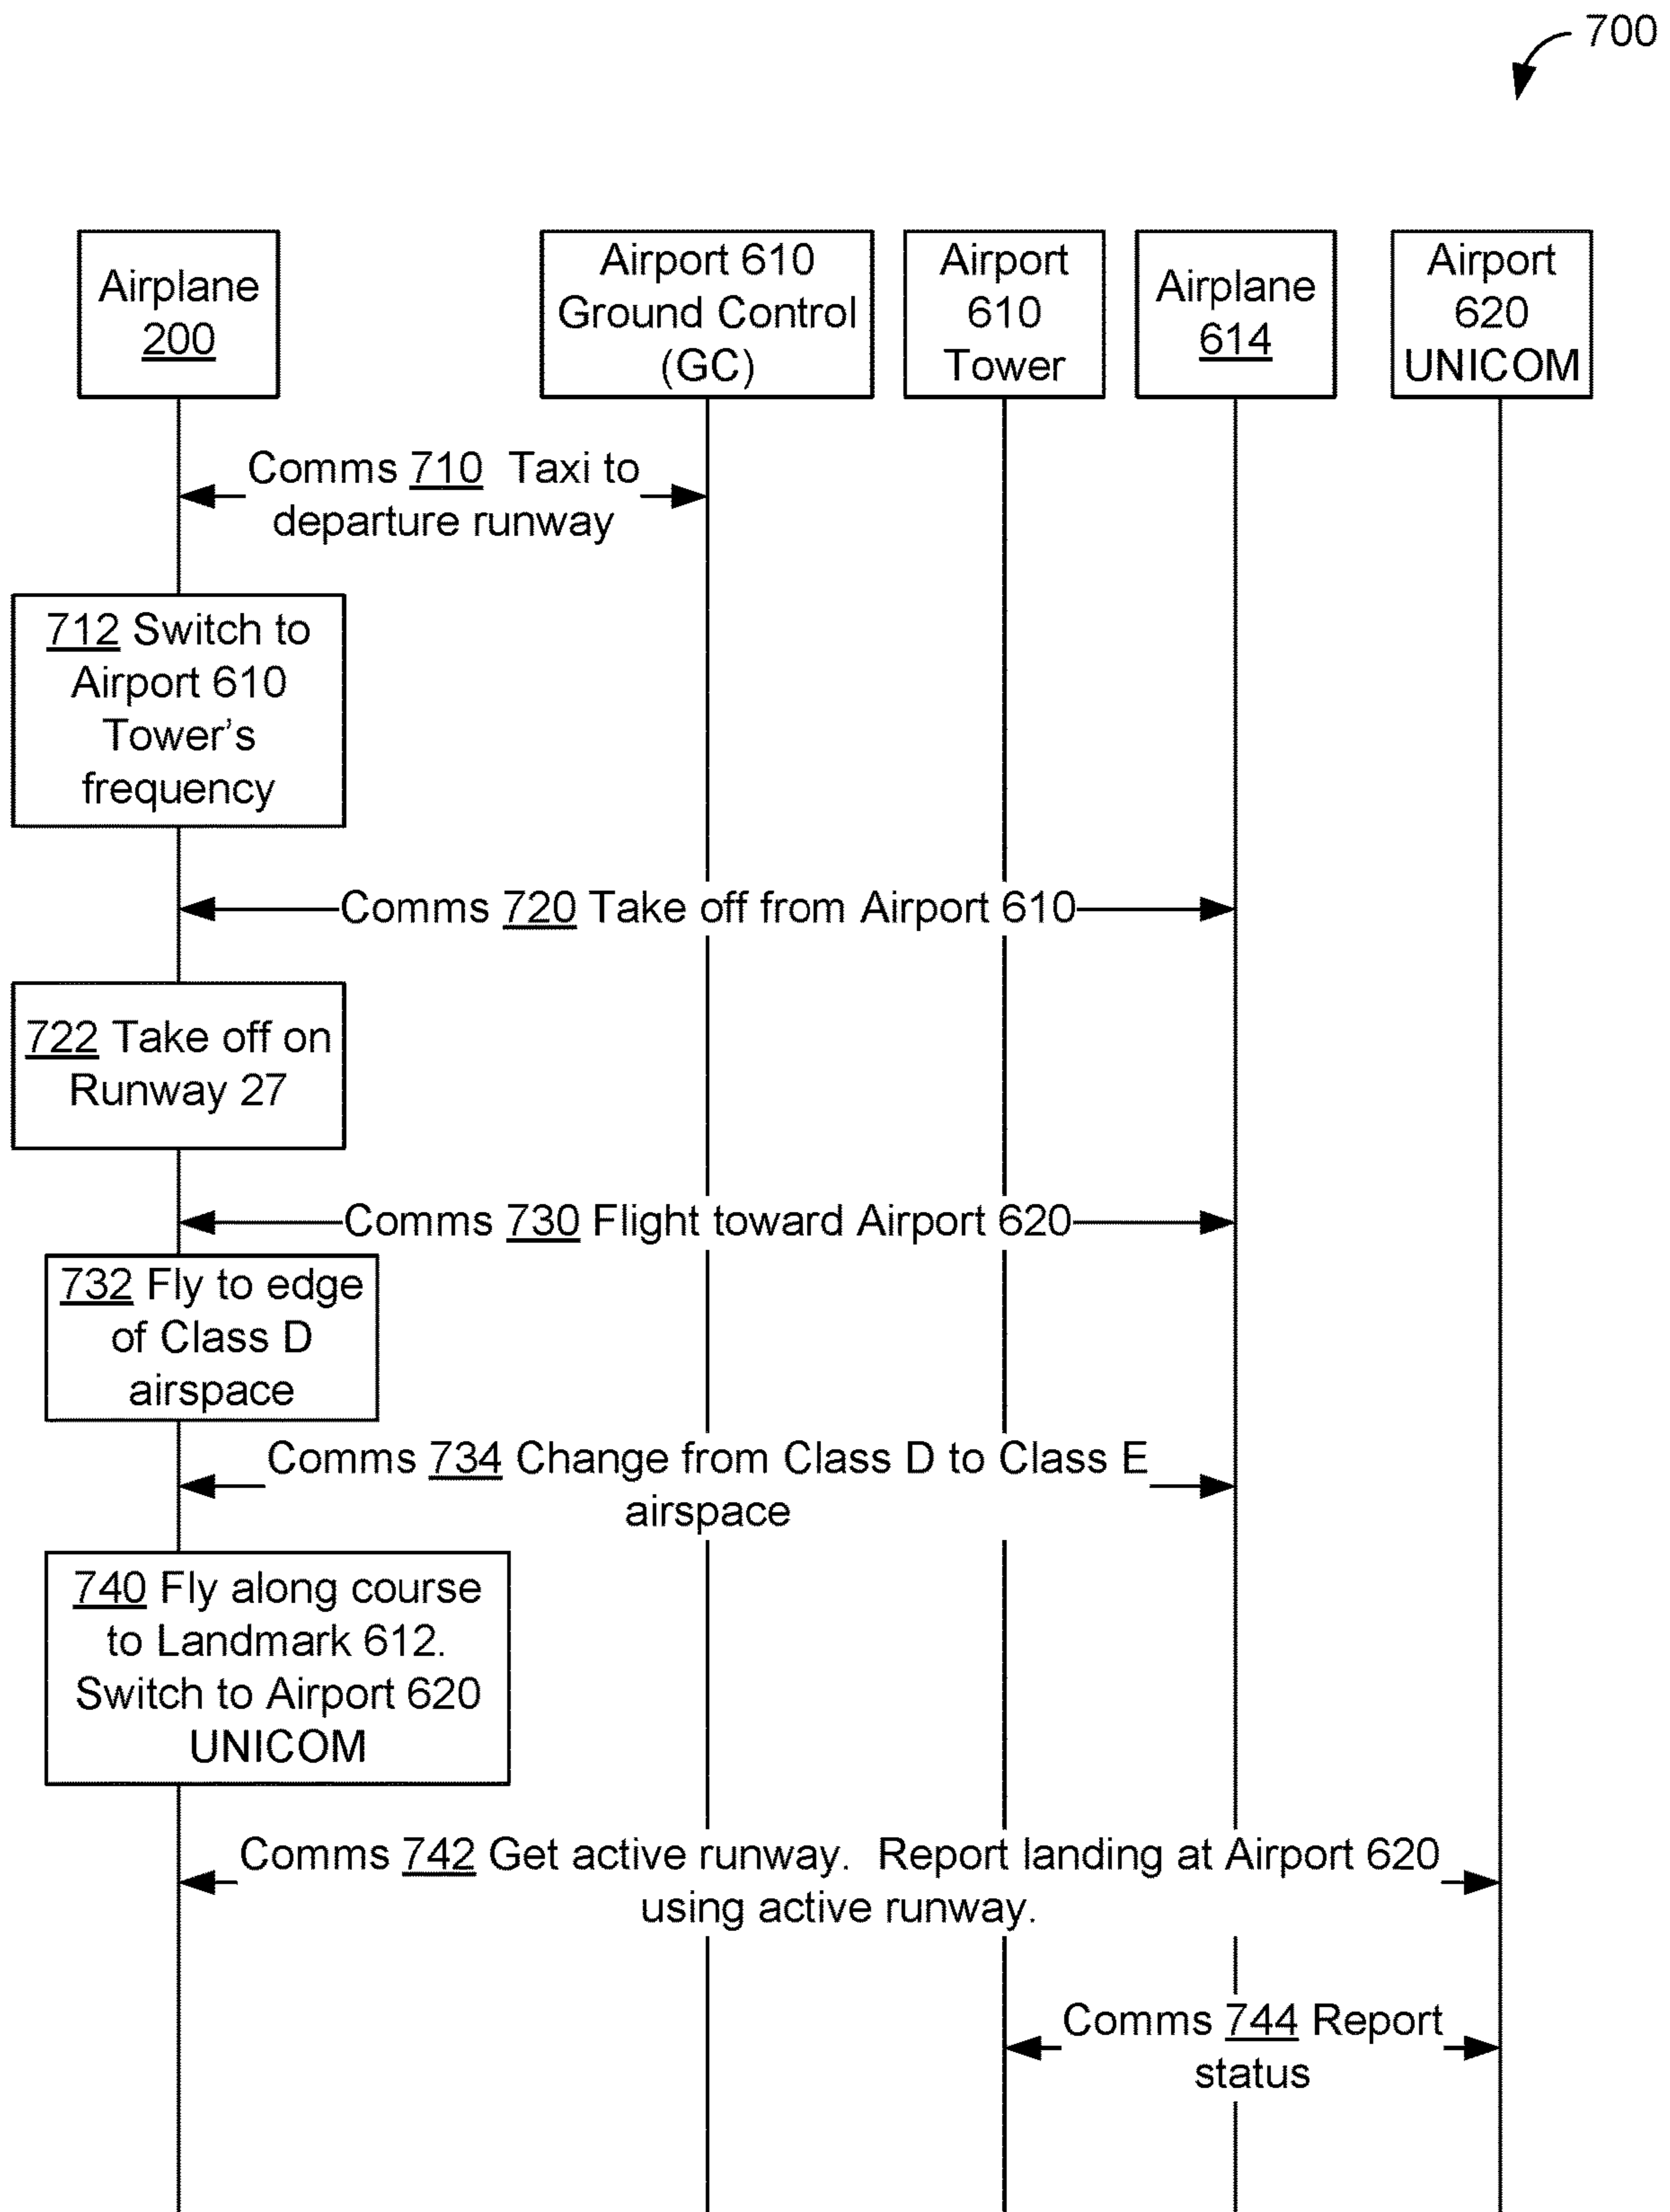 700
Airplane
200
Airport 610
Ground Control
(GC)
Airport
610
Tower
Airplane
614
Airport
620
UNICOM
Comms 710 Taxi to
departure runway
712 Switch to
Airport 610
Tower's
frequency
Comms 720 Take off from Airport 610
722 Take off on
Runway 27
Comms 730 Flight toward Airport 620
732 Fly to edge
of Class D
airspace
Comms 734 Change from Class D to Class E
airspace
740 Fly along course
to Landmark 612.
Switch to Airport 620
UNICOM
Comms 742 Get active runway. Report landing at Airport 620
using active runway.
Comms 744 Report
status